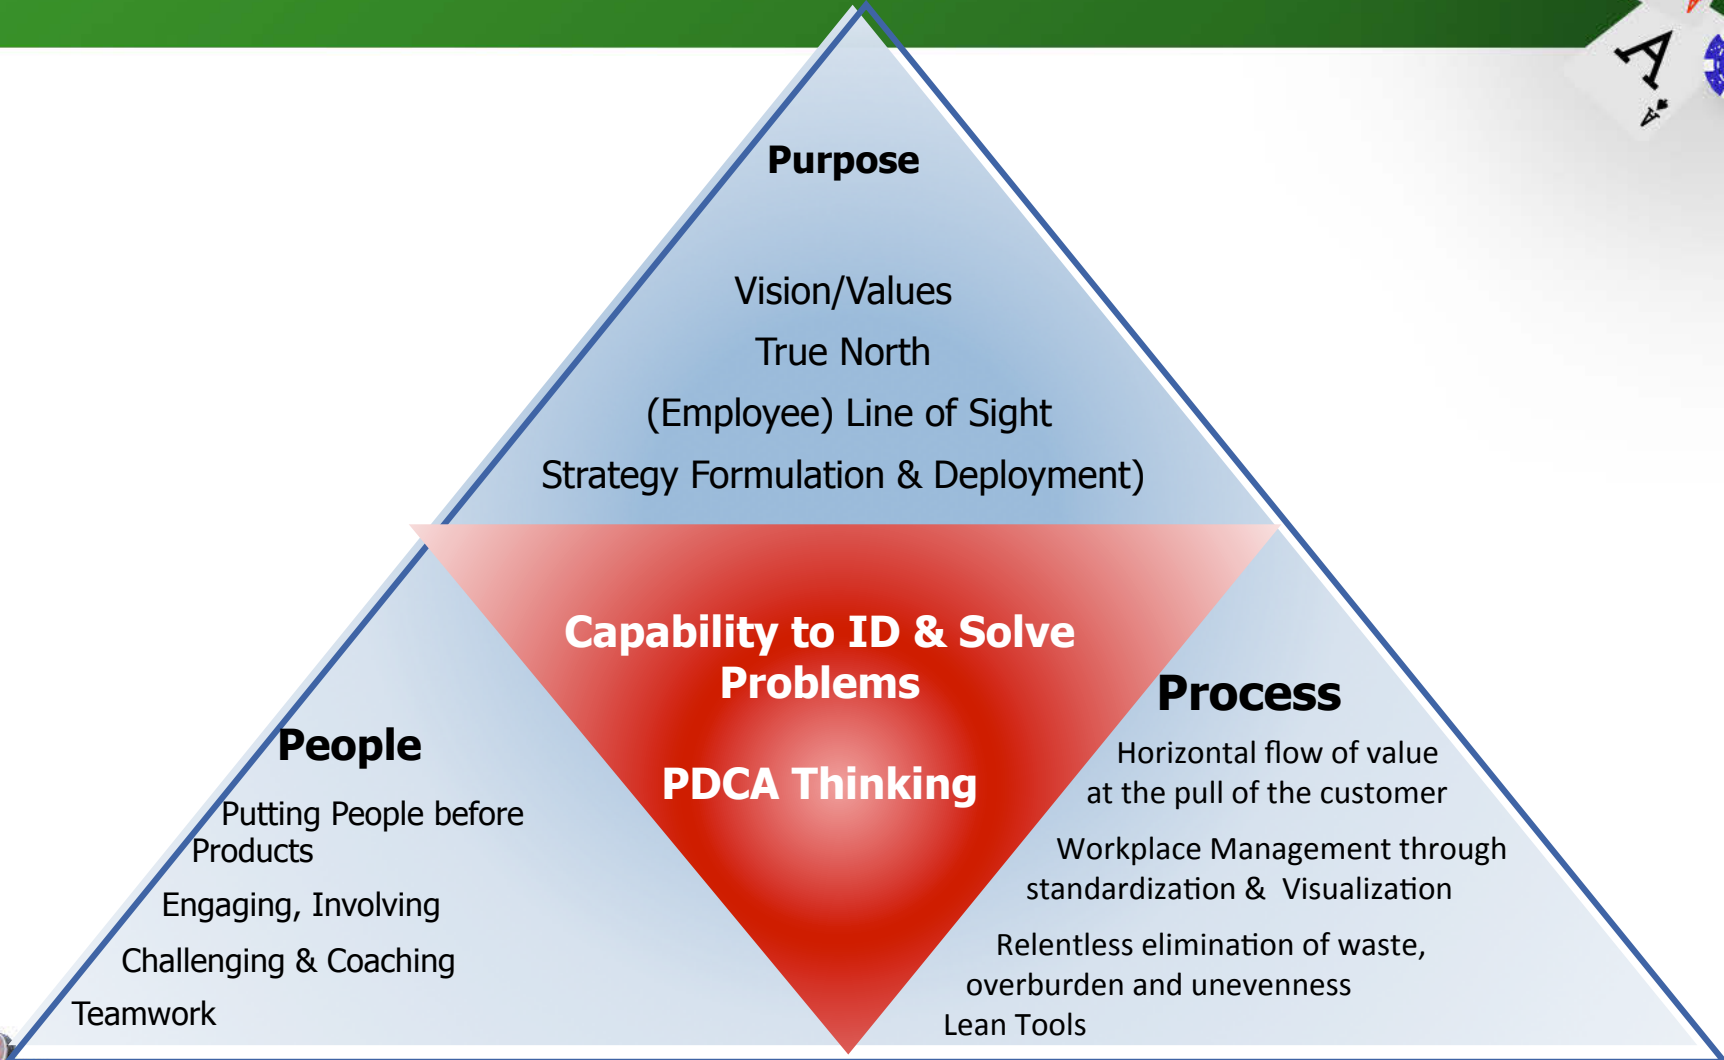 A
A
Purpose
Vision/Values
True North
(Employee) Line of Sight
Strategy Formulation & Deployment)
Capability to ID & Solve
Problems
PDCA Thinking
People
Putting People before
Products
Engaging, Involving
Challenging & Coaching
Teamwork
Process
Horizontal flow of value
at the pull of the customer
Workplace Management through
standardization & Visualization
Relentless elimination of waste,
overburden and unevenness
Lean Tools